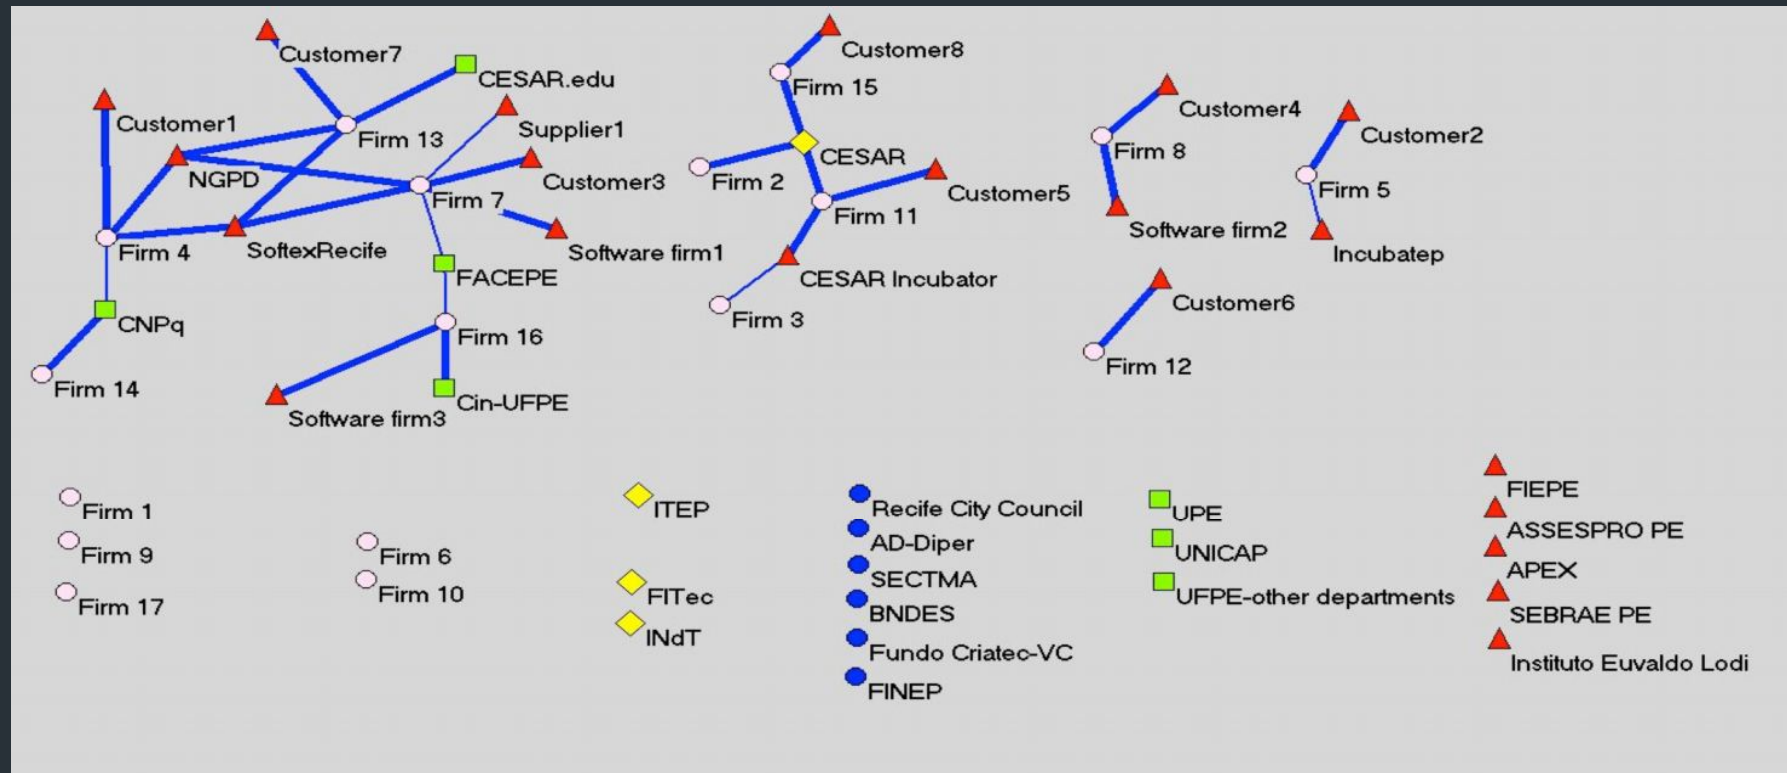 Customer7
CESAR.edu
Customer1
Firm 13
Supplier1
NGPD
Customer3
Firm 7
Firm 4
SoftexRecife
Software firm1
FACEPE
CNPq
Firm 16
Firm 14
Cin-UFPE
Software firm3
Customer8
Firm 15
CESAR
Firm 2
Customer5
Firm 11
CESAR Incubator
Firm 3
Customer4
Firm 8
Software firm2
Customer2
Firm 5
Incubatep
Customer6
Firm 12
Firm 1
Firm 9
Firm 17
Firm 6
Firm 10
ITEP
FITec
INdT
Recife City Council
AD-Diper
SECTMA
BNDES
Fundo Criatec-VC
FINEP
UPE
UNICAP
UFPE-other departments
FIEPE
ASSESPRO PE
APEX
SEBRAE PE
Instituto Euvaldo Lodi